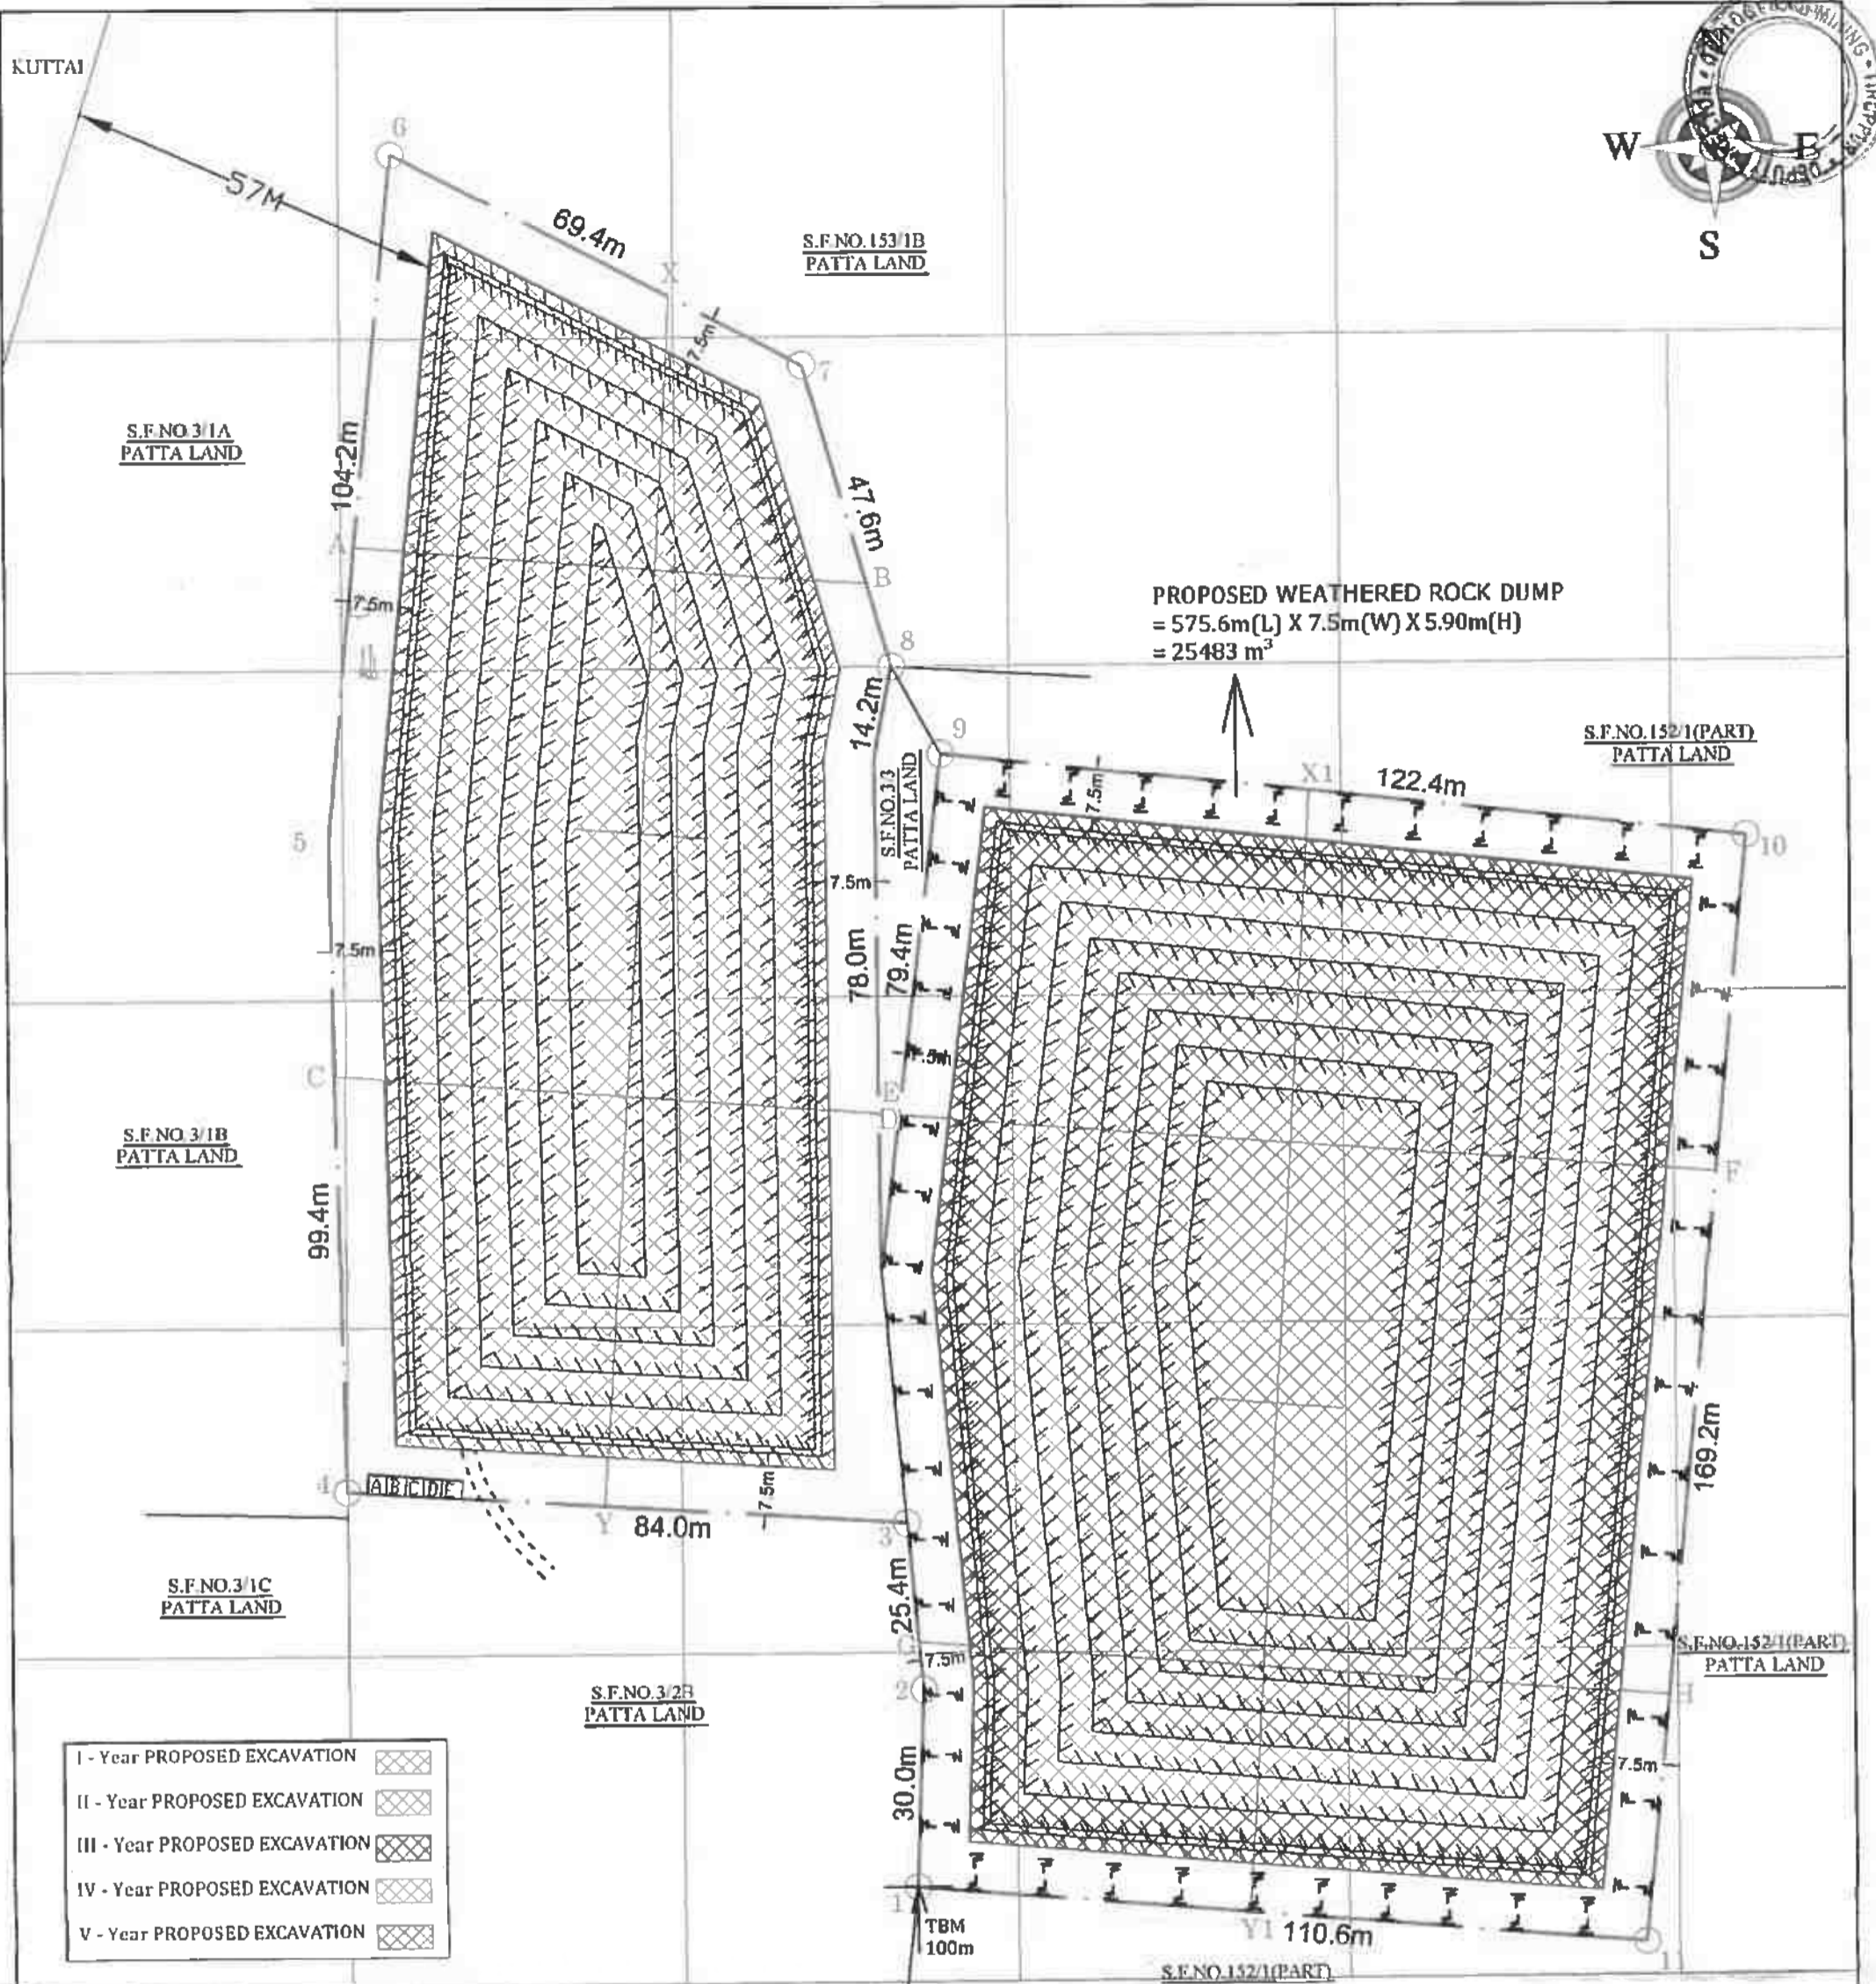 KUTTAI
6
57M
69.4m
X
7.5m
7
S.F.NO.153/1B
PATTA LAND
W
E
S
S.F.NO.3/1A
PATTA LAND
104.2m
47.6m
A
B
7.5m
8
14.2m
PROPOSED WEATHERED ROCK DUMP
= 575.6m(L) X 7.5m(W) X 5.90m(H)
= 25483 m³
9
S.F.NO.3/3
PATTA LAND
7.5m
X1
122.4m
S.F.NO.152/1(PART)
PATTA LAND
10
5
7.5m
7.5m
78.0m
79.4m
7.5m
C
E
D
F
S.F.NO.3/1B
PATTA LAND
99.4m
169.2m
4
A B C D E
Y
84.0m
7.5m
3
S.F.NO.3/1C
PATTA LAND
25.4m
G
7.5m
2
S.F.NO.152/1(PART)
PATTA LAND
H
S.F.NO.3/2B
PATTA LAND
30.0m
7.5m
I - Year PROPOSED EXCAVATION
II - Year PROPOSED EXCAVATION
III - Year PROPOSED EXCAVATION
IV - Year PROPOSED EXCAVATION
V - Year PROPOSED EXCAVATION
1
TBM
100m
Y1
110.6m
11
S.F.NO.152/1(PART)